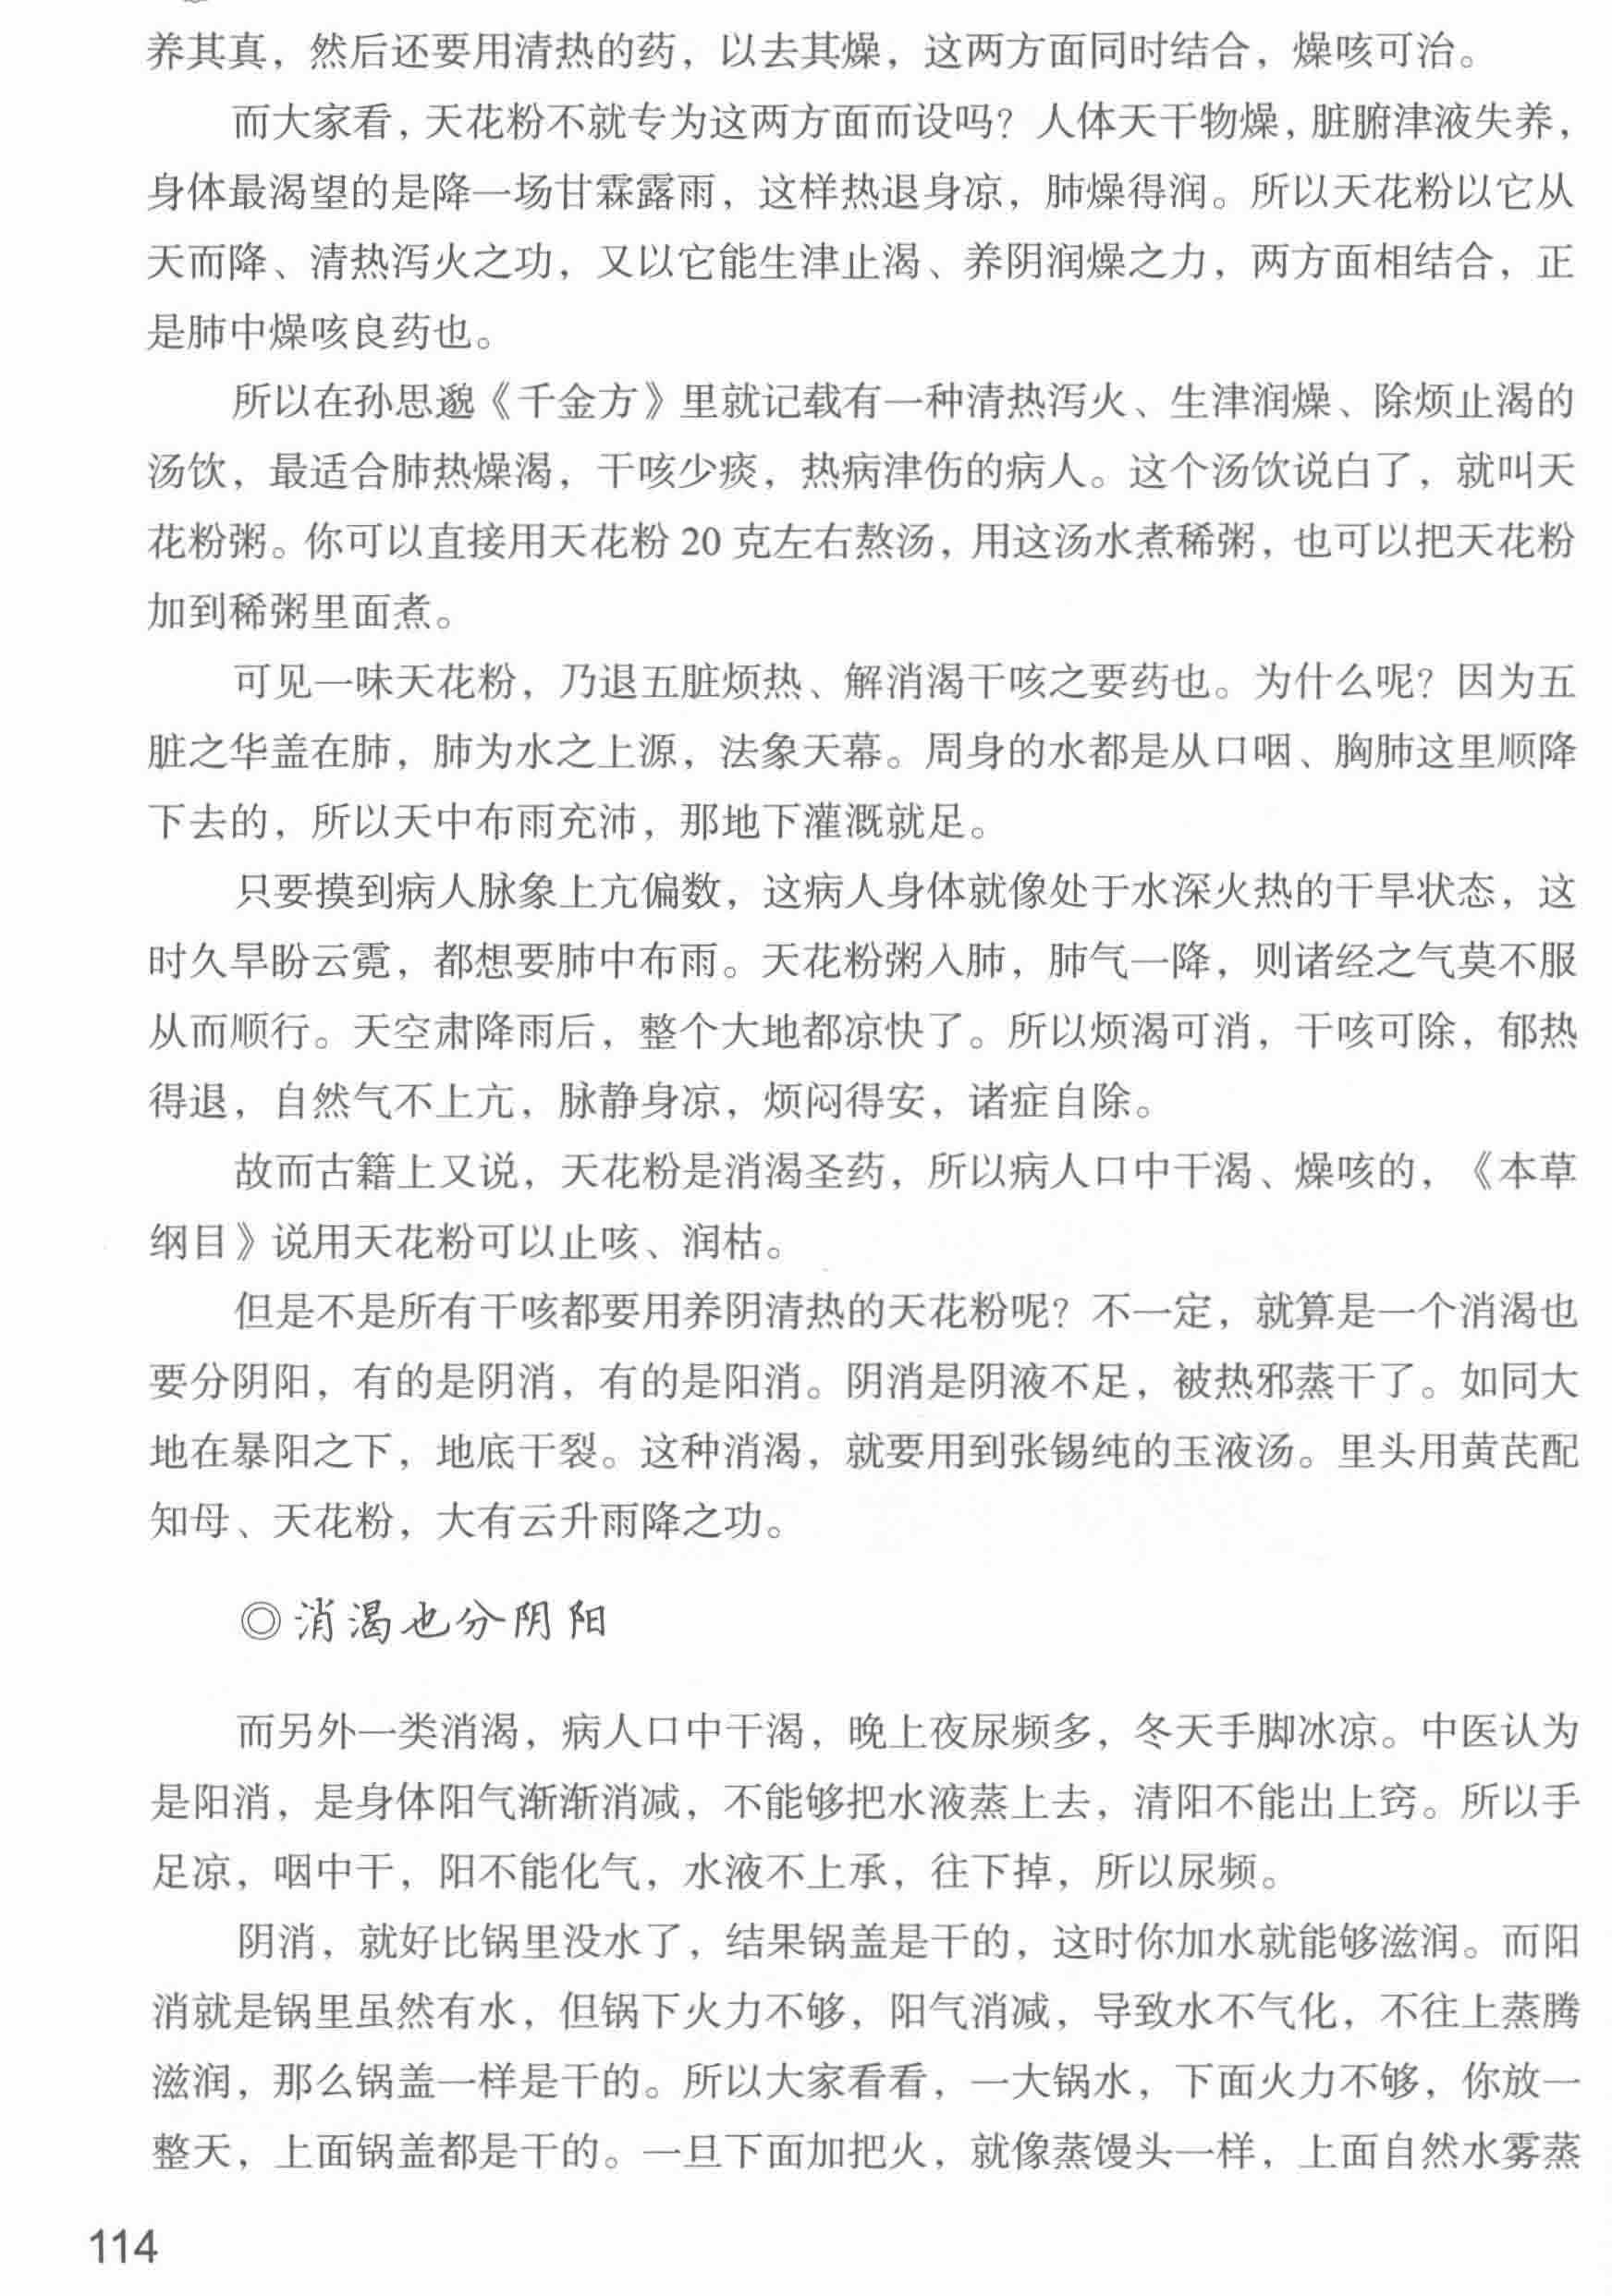 养其真，然后还要用清热的药，以去其燥，这两方面同时结合，燥咳可治。
而大家看，天花粉不就专为这两方面而设吗？人体天干物燥，脏腑津液失养，
身体最渴望的是降一场甘霖露雨，这样热退身凉，肺燥得润。所以天花粉以它从
天而降、清热泻火之功，又以它能生津止渴、养阴润燥之力，两方面相结合，正
是肺中燥咳良药也。
所以在孙思邈《千金方》里就记载有一种清热泻火、生津润燥、除烦止渴的
汤饮，最适合肺热燥渴，干咳少痰，热病津伤的病人。这个汤饮说白了，就叫天
花粉粥。你可以直接用天花粉 20 克左右熬汤，用这汤水煮稀粥，也可以把天花粉
加到稀粥里面煮。
可见一味天花粉，乃退五脏烦热、解消渴干咳之要药也。为什么呢？因为五
脏之华盖在肺，肺为水之上源，法象天幕。周身的水都是从口咽、胸肺这里顺降
下去的，所以天中布雨充沛，那地下灌溉就足。
只要摸到病人脉象上亢偏数，这病人身体就像处于水深火热的干旱状态，这
时久旱盼云霓，都想要肺中布雨。天花粉粥入肺，肺气一降，则诸经之气莫不服
从而顺行。天空肃降雨后，整个大地都凉快了。所以烦渴可消，干咳可除，郁热
得退，自然气不上亢，脉静身凉，烦闷得安，诸症自除。
故而古籍上又说，天花粉是消渴圣药，所以病人口中干渴、燥咳的，《本草
纲目》说用天花粉可以止咳、润枯。
但是不是所有干咳都要用养阴清热的天花粉呢？不一定，就算是一个消渴也
要分阴阳，有的是阴消，有的是阳消。阴消是阴液不足，被热邪蒸干了。如同大
地在暴阳之下，地底干裂。这种消渴，就要用到张锡纯的玉液汤。里头用黄芪配
知母、天花粉，大有云升雨降之功。
◎消渴也分阴阳
而另外一类消渴，病人口中干渴，晚上夜尿频多，冬天手脚冰凉。中医认为
是阳消，是身体阳气渐渐消减，不能够把水液蒸上去，清阳不能出上窍。所以手
足凉，咽中干，阳不能化气，水液不上承，往下掉，所以尿频。
阴消，就好比锅里没水了，结果锅盖是干的，这时你加水就能够滋润。而阳
消就是锅里虽然有水，但锅下火力不够，阳气消减，导致水不气化，不往上蒸腾
滋润，那么锅盖一样是干的。所以大家看看，一大锅水，下面火力不够，你放一
整天，上面锅盖都是干的。一旦下面加把火，就像蒸馒头一样，上面自然水雾蒸
114